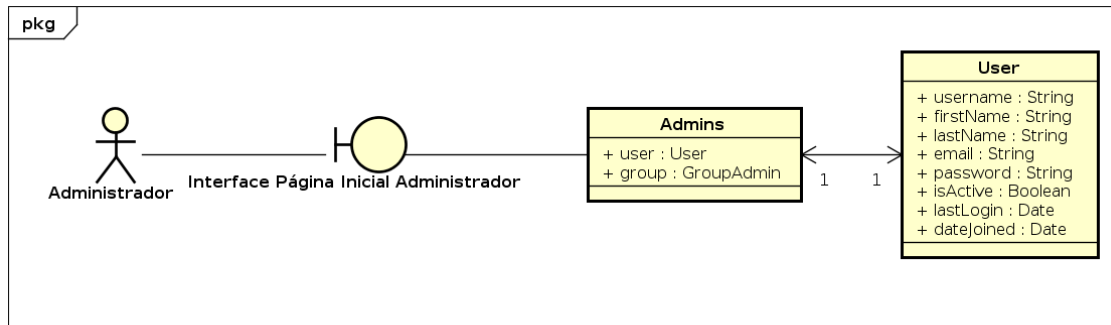 pkg
Administrador
Interface Página Inicial Administrador
Admins
+ user : User
+ group : GroupAdmin
1
1
User
+ username : String
+ firstName : String
+ lastName : String
+ email : String
+ password : String
+ isActive : Boolean
+ lastLogin : Date
+ dateJoined : Date